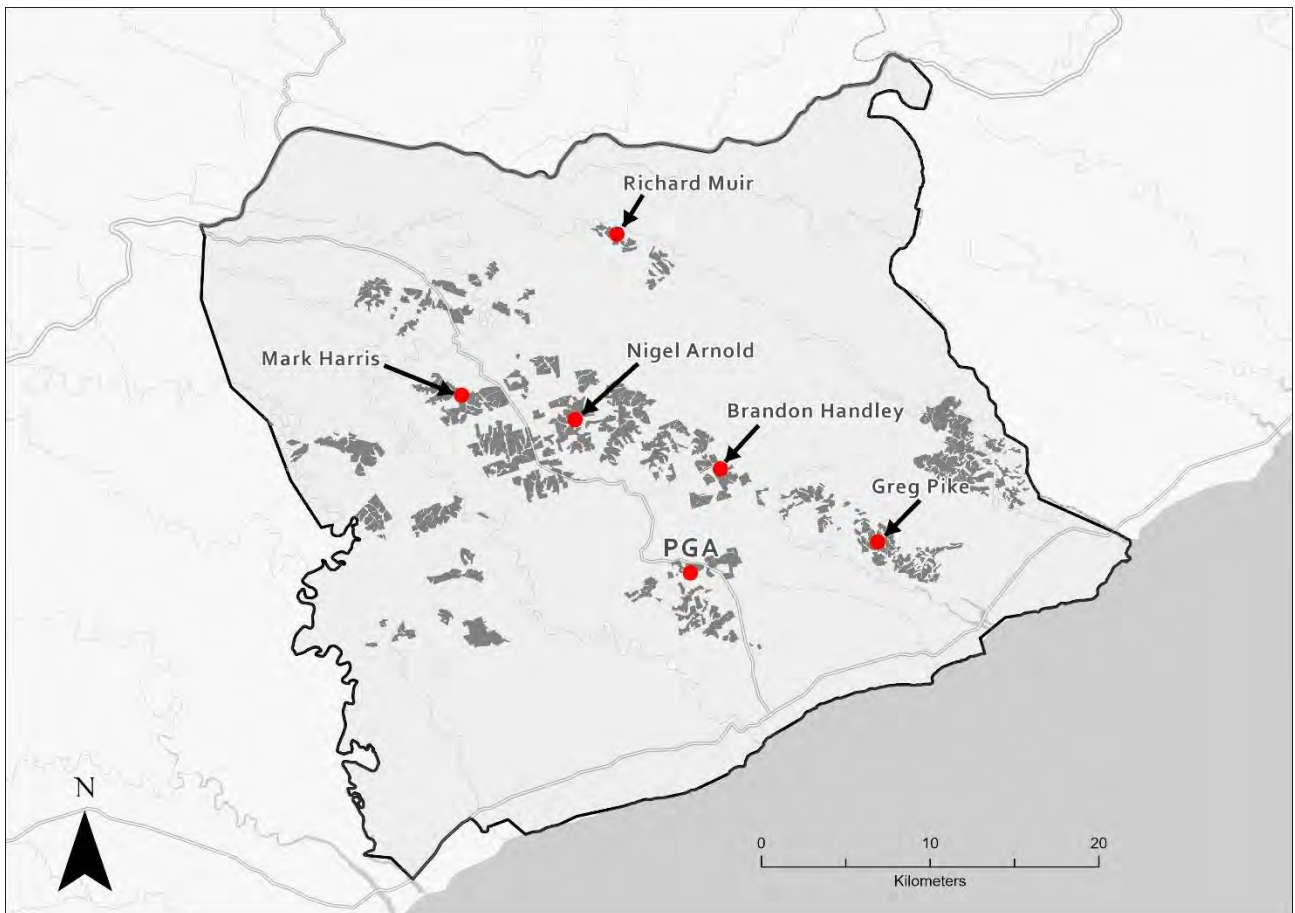 Richard Muir
Nigel Arnold
Mark Harris
Brandon Handley
Greg Pike
PGA
N
0 10 20
Kilometers